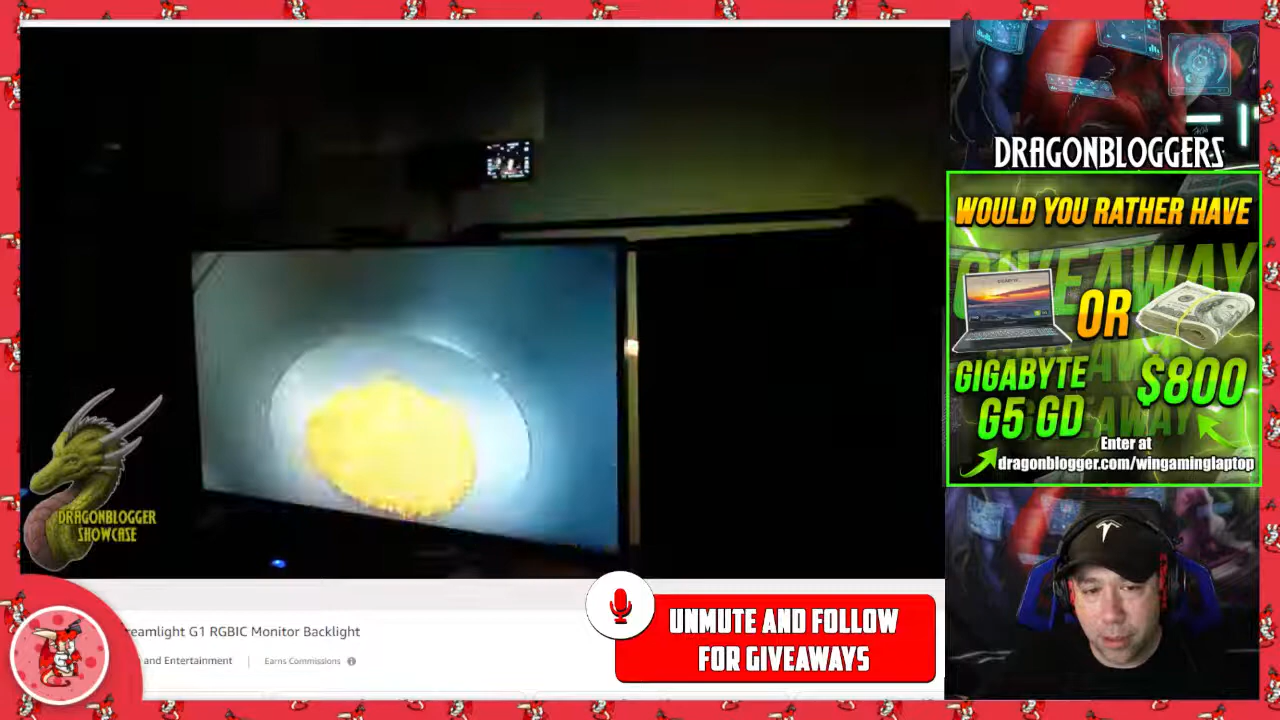 DRAGONBLOGGERS
WOULD YOU RATHER HAVE
GIVEAWAY
OR
GIGABYTE
G5 GD
$800
Enter at
dragonblogger.com/wingaminglaptop
DRAGONBLOGGER
SHOWCASE
reamlight G1 RGBIC Monitor Backlight
and Entertainment
Earns Commissions
UNMUTE AND FOLLOW
FOR GIVEAWAYS